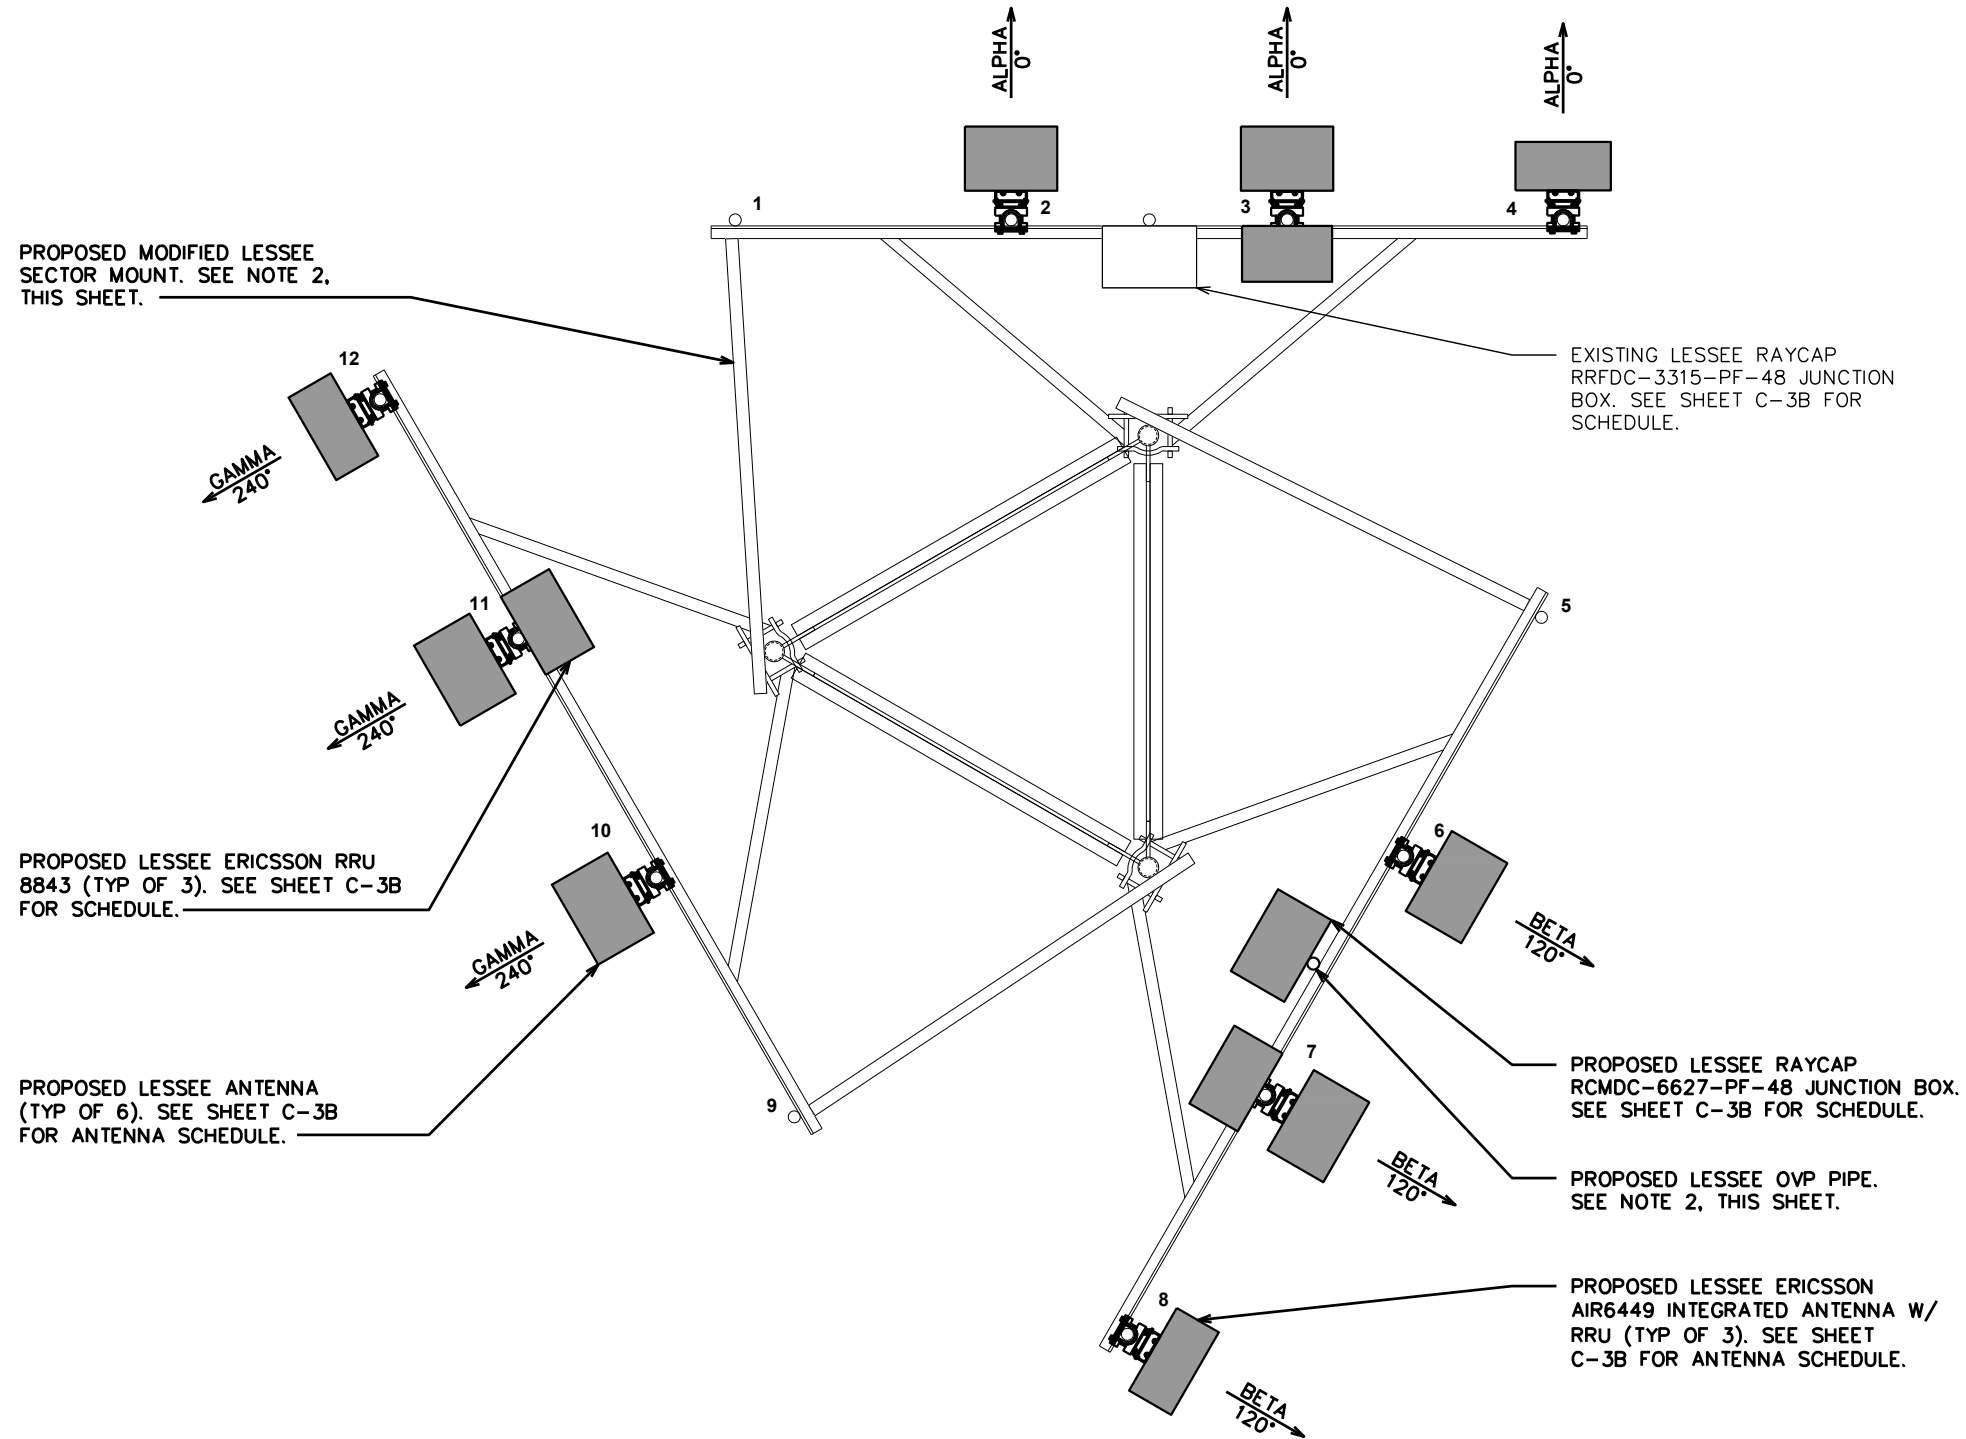 ALPHA
0°
ALPHA
0°
ALPHA
0°
1
2
3
4
PROPOSED MODIFIED LESSEE
SECTOR MOUNT. SEE NOTE 2,
THIS SHEET.
EXISTING LESSEE RAYCAP
RRFDC-3315-PF-48 JUNCTION
BOX. SEE SHEET C-3B FOR
SCHEDULE.
12
GAMMA
240°
11
5
GAMMA
240°
10
6
PROPOSED LESSEE ERICSSON RRU
8843 (TYP OF 3). SEE SHEET C-3B
FOR SCHEDULE.
GAMMA
240°
BETA
120°
7
PROPOSED LESSEE RAYCAP
RCMDC-6627-PF-48 JUNCTION BOX.
SEE SHEET C-3B FOR SCHEDULE.
PROPOSED LESSEE ANTENNA
(TYP OF 6). SEE SHEET C-3B
FOR ANTENNA SCHEDULE.
9
BETA
120°
PROPOSED LESSEE OVP PIPE.
SEE NOTE 2, THIS SHEET.
8
PROPOSED LESSEE ERICSSON
AIR6449 INTEGRATED ANTENNA W/
RRU (TYP OF 3). SEE SHEET
C-3B FOR ANTENNA SCHEDULE.
BETA
120°